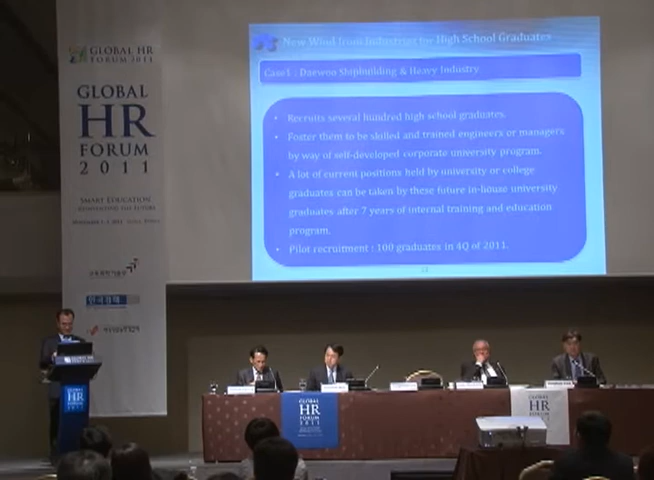 GLOBAL HR
FORUM 2011
GLOBAL
HR
FORUM
2011
SMART EDUCATION
New Wind from Industries for High School Graduates
Case1 : Daewoo Shipbuilding & Heavy Industry
• Recruits several hundred high school graduates.
• Foster them to be skilled and trained engineers or managers
by way of self-developed corporate university program.
• A lot of current positions held by university or college
graduates can be taken by these future in-house university
graduates after 7 years of internal training and education
program.
• Pilot recruitment : 100 graduates in 4Q of 2011.
HR
GLOBAL
HR
FORUM
2011
HR